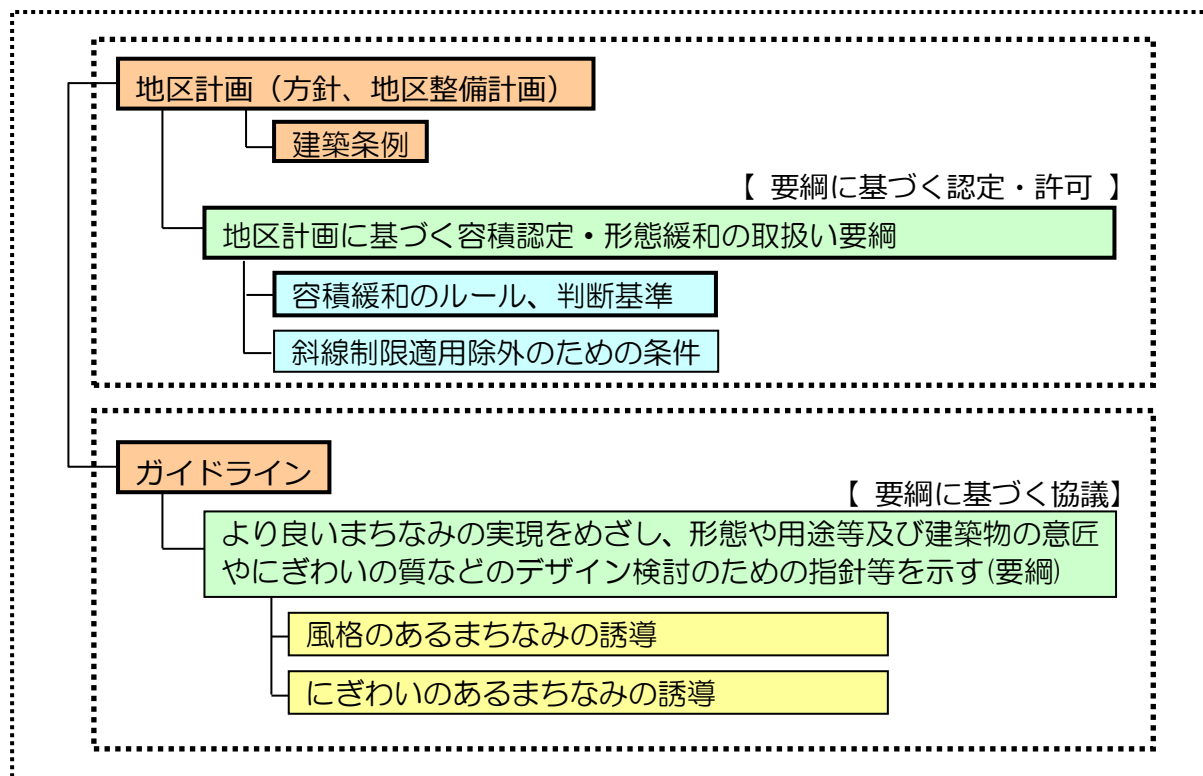 地区計画（方針、地区整備計画）
建築条例
【 要綱に基づく認定・許可 】
地区計画に基づく容積認定・形態緩和の取扱い要綱
容積緩和のルール、判断基準
斜線制限適用除外のための条件
ガイドライン
【 要綱に基づく協議】
より良いまちなみの実現をめざし、形態や用途等及び建築物の意匠
やにぎわいの質などのデザイン検討のための指針等を示す(要綱)
風格のあるまちなみの誘導
にぎわいのあるまちなみの誘導